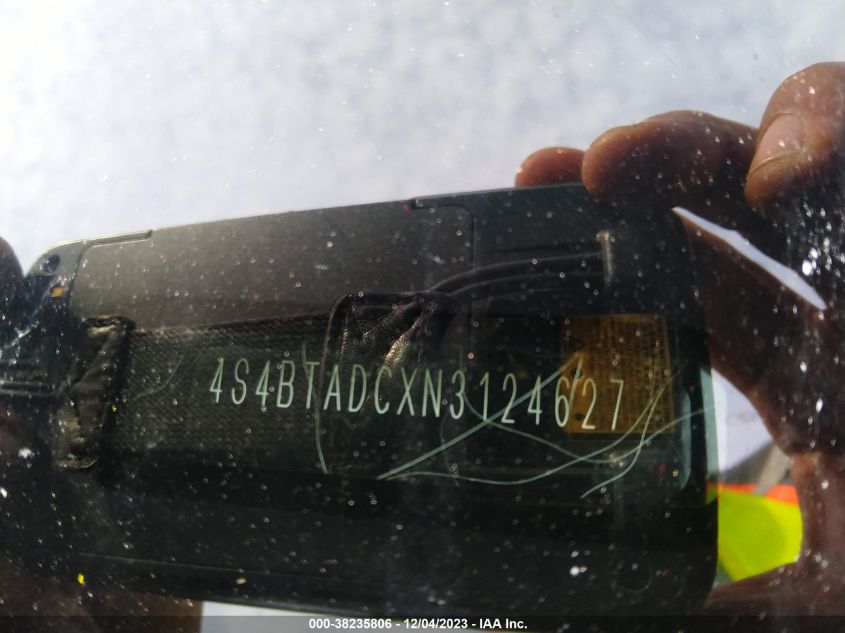 4S4BTADCXN3124627
000-38235806 - 12/04/2023 - IAA Inc.